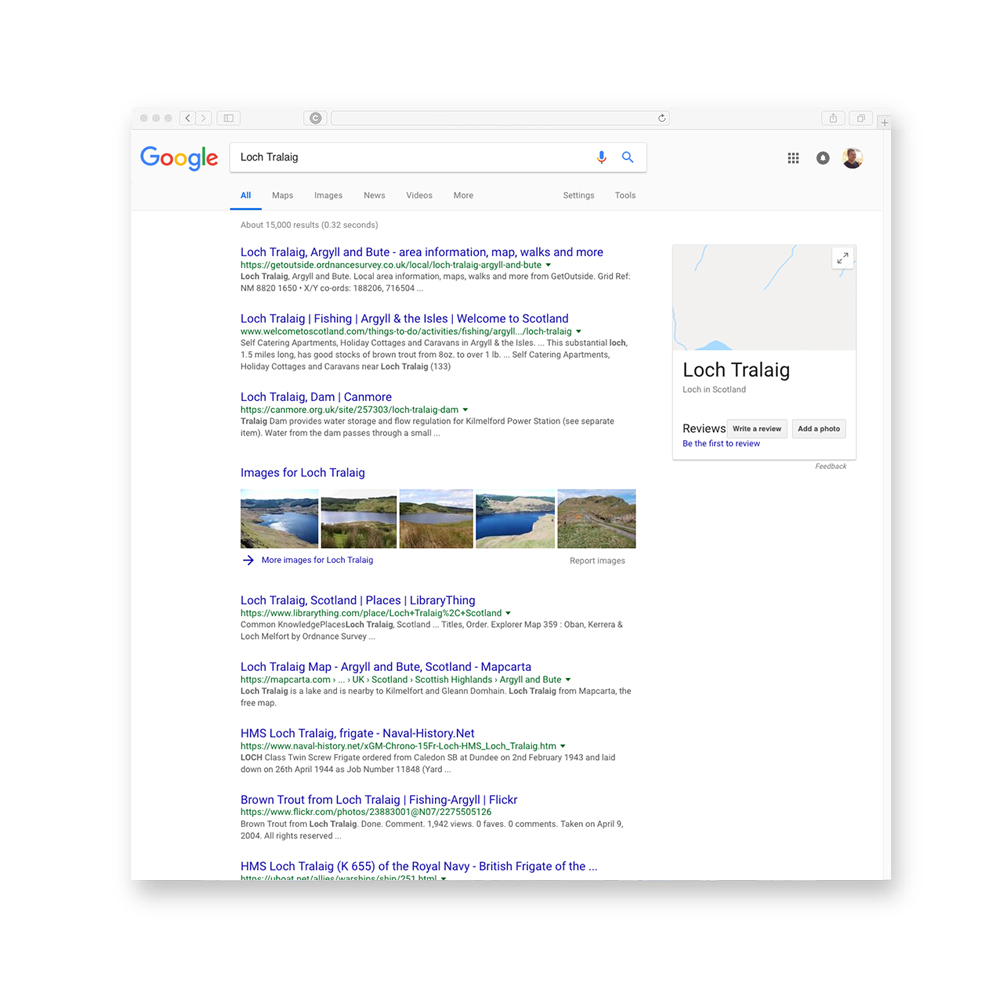 Google
Loch Tralaig
All Maps Images News Videos More Settings Tools
About 15,000 results (0.32 seconds)
Loch Tralaig, Argyll and Bute - area information, map, walks and more
https://getoutside.ordnancesurvey.co.uk/local/loch-tralaig-argyll-and-bute
Loch Tralaig, Argyll and Bute. Local area information, maps, walks and more from GetOutside. Grid Ref:
NM 8820 1650 • X/Y co-ords: 188206, 716504 ...
Loch Tralaig | Fishing | Argyll & the Isles | Welcome to Scotland
www.welcometoscotland.com/things-to-do/activities/fishing/argyll.../loch-tralaig
Self Catering Apartments, Holiday Cottages and Caravans in Argyll & the Isles. ... This substantial loch,
1.5 miles long, has good stocks of brown trout from 8oz. to over 1 lb. ... Self Catering Apartments,
Holiday Cottages and Caravans near Loch Tralaig (133)
Loch Tralaig, Dam | Canmore
https://canmore.org.uk/site/257303/loch-tralaig-dam
Tralaig Dam provides water storage and flow regulation for Kilmelford Power Station (see separate
item). Water from the dam passes through a small ...
Images for Loch Tralaig
More images for Loch Tralaig
Report images
Loch Tralaig, Scotland | Places | LibraryThing
https://www.librarything.com/place/Loch+Tralaig%2C+Scotland
Common KnowledgePlacesLoch Tralaig, Scotland ... Titles, Order. Explorer Map 359 : Oban, Kerrera &
Loch Melfort by Ordnance Survey ...
Loch Tralaig Map - Argyll and Bute, Scotland - Mapcarta
https://mapcarta.com › ... › UK › Scotland › Scottish Highlands › Argyll and Bute
Loch Tralaig is a lake and is nearby to Kilmelfort and Gleann Domhain. Loch Tralaig from Mapcarta, the
free map.
HMS Loch Tralaig, frigate - Naval-History.Net
https://www.naval-history.net/xGM-Chrono-15Fr-Loch-HMS_Loch_Tralaig.htm
LOCH Class Twin Screw Frigate ordered from Caledon SB at Dundee on 2nd February 1943 and laid
down on 26th April 1944 as Job Number 11848 (Yard ...
Brown Trout from Loch Tralaig | Fishing-Argyll | Flickr
https://www.flickr.com/photos/23883001@N07/2275505126
Brown Trout from Loch Tralaig. Done. Comment. 1,942 views. 0 faves. 0 comments. Taken on April 9,
2004. All rights reserved ...
HMS Loch Tralaig (K 655) of the Royal Navy - British Frigate of the ...
https://uboat.net/allies/warships/ship/251.html
Loch Tralaig
Loch in Scotland
Reviews Write a review Add a photo
Be the first to review
Feedback